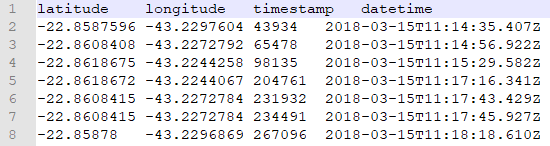 1 latitude longitude timestamp datetime
2 -22.8587596 -43.2297604 43934 2018-03-15T11:14:35.407Z
3 -22.8608408 -43.2272792 65478 2018-03-15T11:14:56.922Z
4 -22.8618675 -43.2244258 98135 2018-03-15T11:15:29.582Z
5 -22.8618672 -43.2244067 204761 2018-03-15T11:17:16.341Z
6 -22.8608415 -43.2272784 231932 2018-03-15T11:17:43.429Z
7 -22.8608415 -43.2272784 234491 2018-03-15T11:17:45.927Z
8 -22.85878 -43.2296869 267096 2018-03-15T11:18:18.610Z